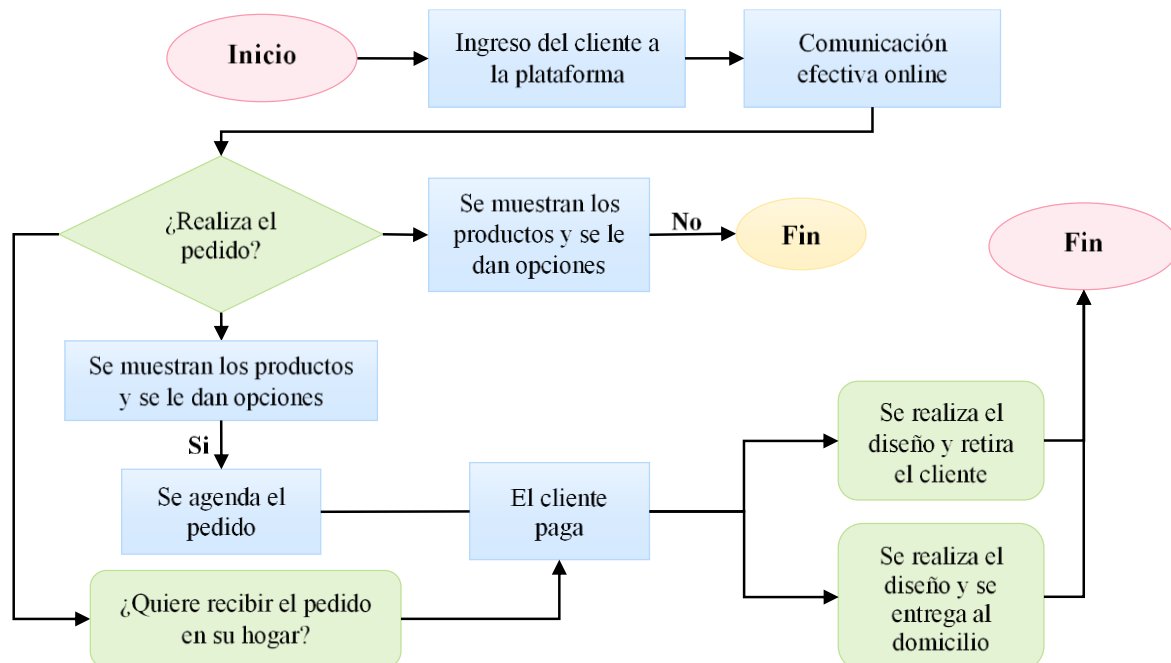 Inicio
Ingreso del cliente a
la plataforma
Comunicación
efectiva online
¿Realiza el
pedido?
Se muestran los
productos y se le
dan opciones
No
Fin
Fin
Se muestran los productos
y se le dan opciones
Si
Se agenda el
pedido
El cliente
paga
Se realiza el
diseño y retira
el cliente
¿Quiere recibir el pedido
en su hogar?
Se realiza el
diseño y se
entrega al
domicilio